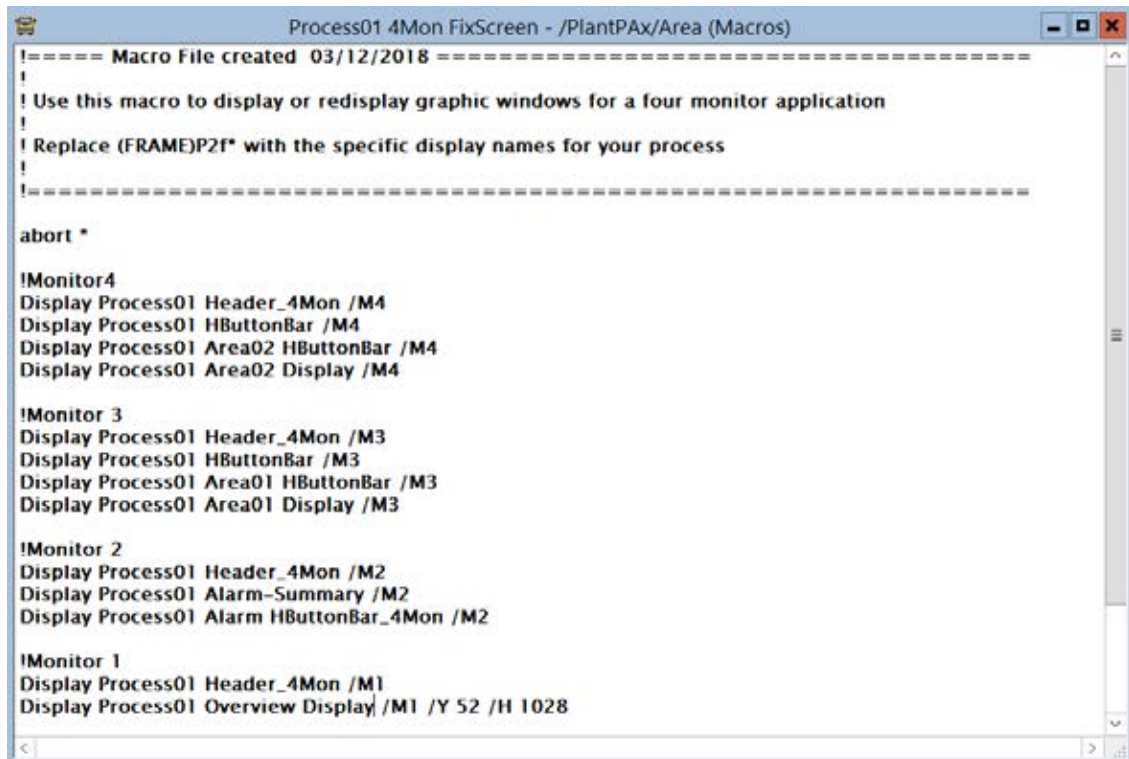 Process01 4Mon FixScreen - /PlantPAx/Area (Macros)
!===== Macro File created 03/12/2018 ======================================
!
! Use this macro to display or redisplay graphic windows for a four monitor application
!
! Replace (FRAME)P2f* with the specific display names for your process
!
!================================================================
abort *
!Monitor4
Display Process01 Header_4Mon /M4
Display Process01 HButtonBar /M4
Display Process01 Area02 HButtonBar /M4
Display Process01 Area02 Display /M4
!Monitor 3
Display Process01 Header_4Mon /M3
Display Process01 HButtonBar /M3
Display Process01 Area01 HButtonBar /M3
Display Process01 Area01 Display /M3
!Monitor 2
Display Process01 Header_4Mon /M2
Display Process01 Alarm-Summary /M2
Display Process01 Alarm HButtonBar_4Mon /M2
!Monitor 1
Display Process01 Header_4Mon /M1
Display Process01 Overview Display /M1 /Y 52 /H 1028